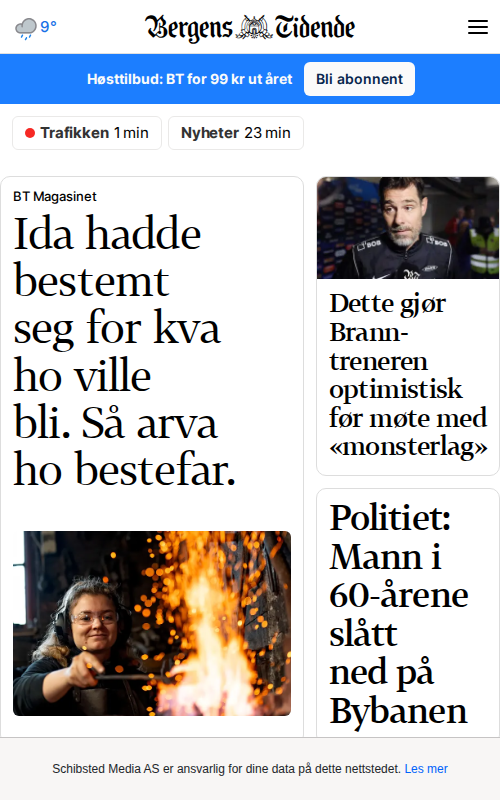 9°
Bergens Tidende
Høsttilbud: BT for 99 kr ut året
Bli abonnent
Trafikken 1 min
Nyheter 23 min
BT Magasinet
Ida hadde
bestemt
seg for kva
ho ville
bli. Så arva
ho bestefar.
Dette gjør
Brann-
treneren
optimistisk
før møte med
«monsterlag»
Politiet:
Mann i
60-årene
slått
ned på
Bybanen
Schibsted Media AS er ansvarlig for dine data på dette nettstedet. Les mer